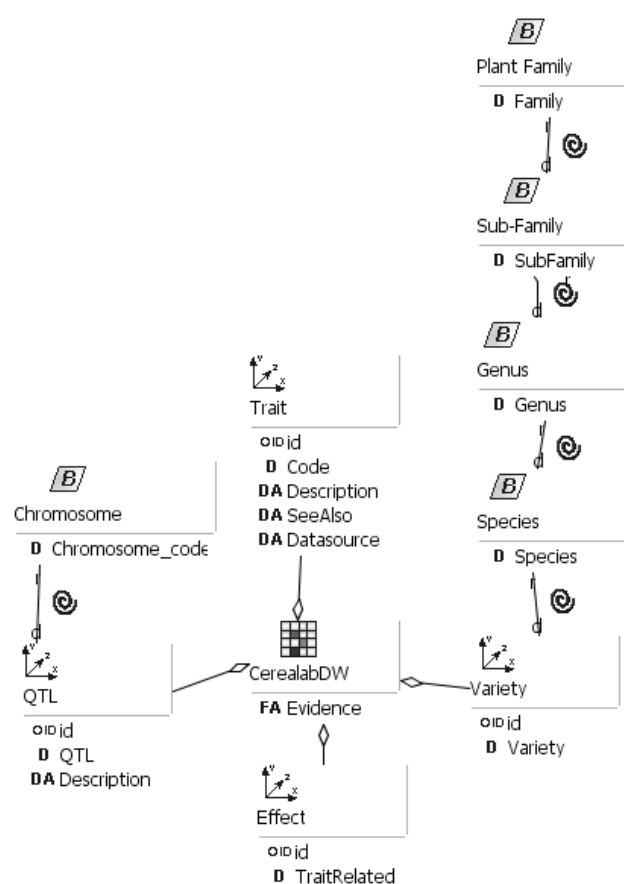 B
Plant Family
D Family
r
d
B
Sub-Family
D SubFamily
r
d
B
Genus
D Genus
r
d
B
Species
D Species
r
d
y
z
x
Variety
OID id
D Variety
y
z
x
Trait
OID id
D Code
DA Description
DA SeeAlso
DA Datasource
B
Chromosome
D Chromosome_code
r
d
y
z
x
QTL
OID id
D QTL
DA Description
CerealabDW
FA Evidence
y
z
x
Effect
OID id
D TraitRelated